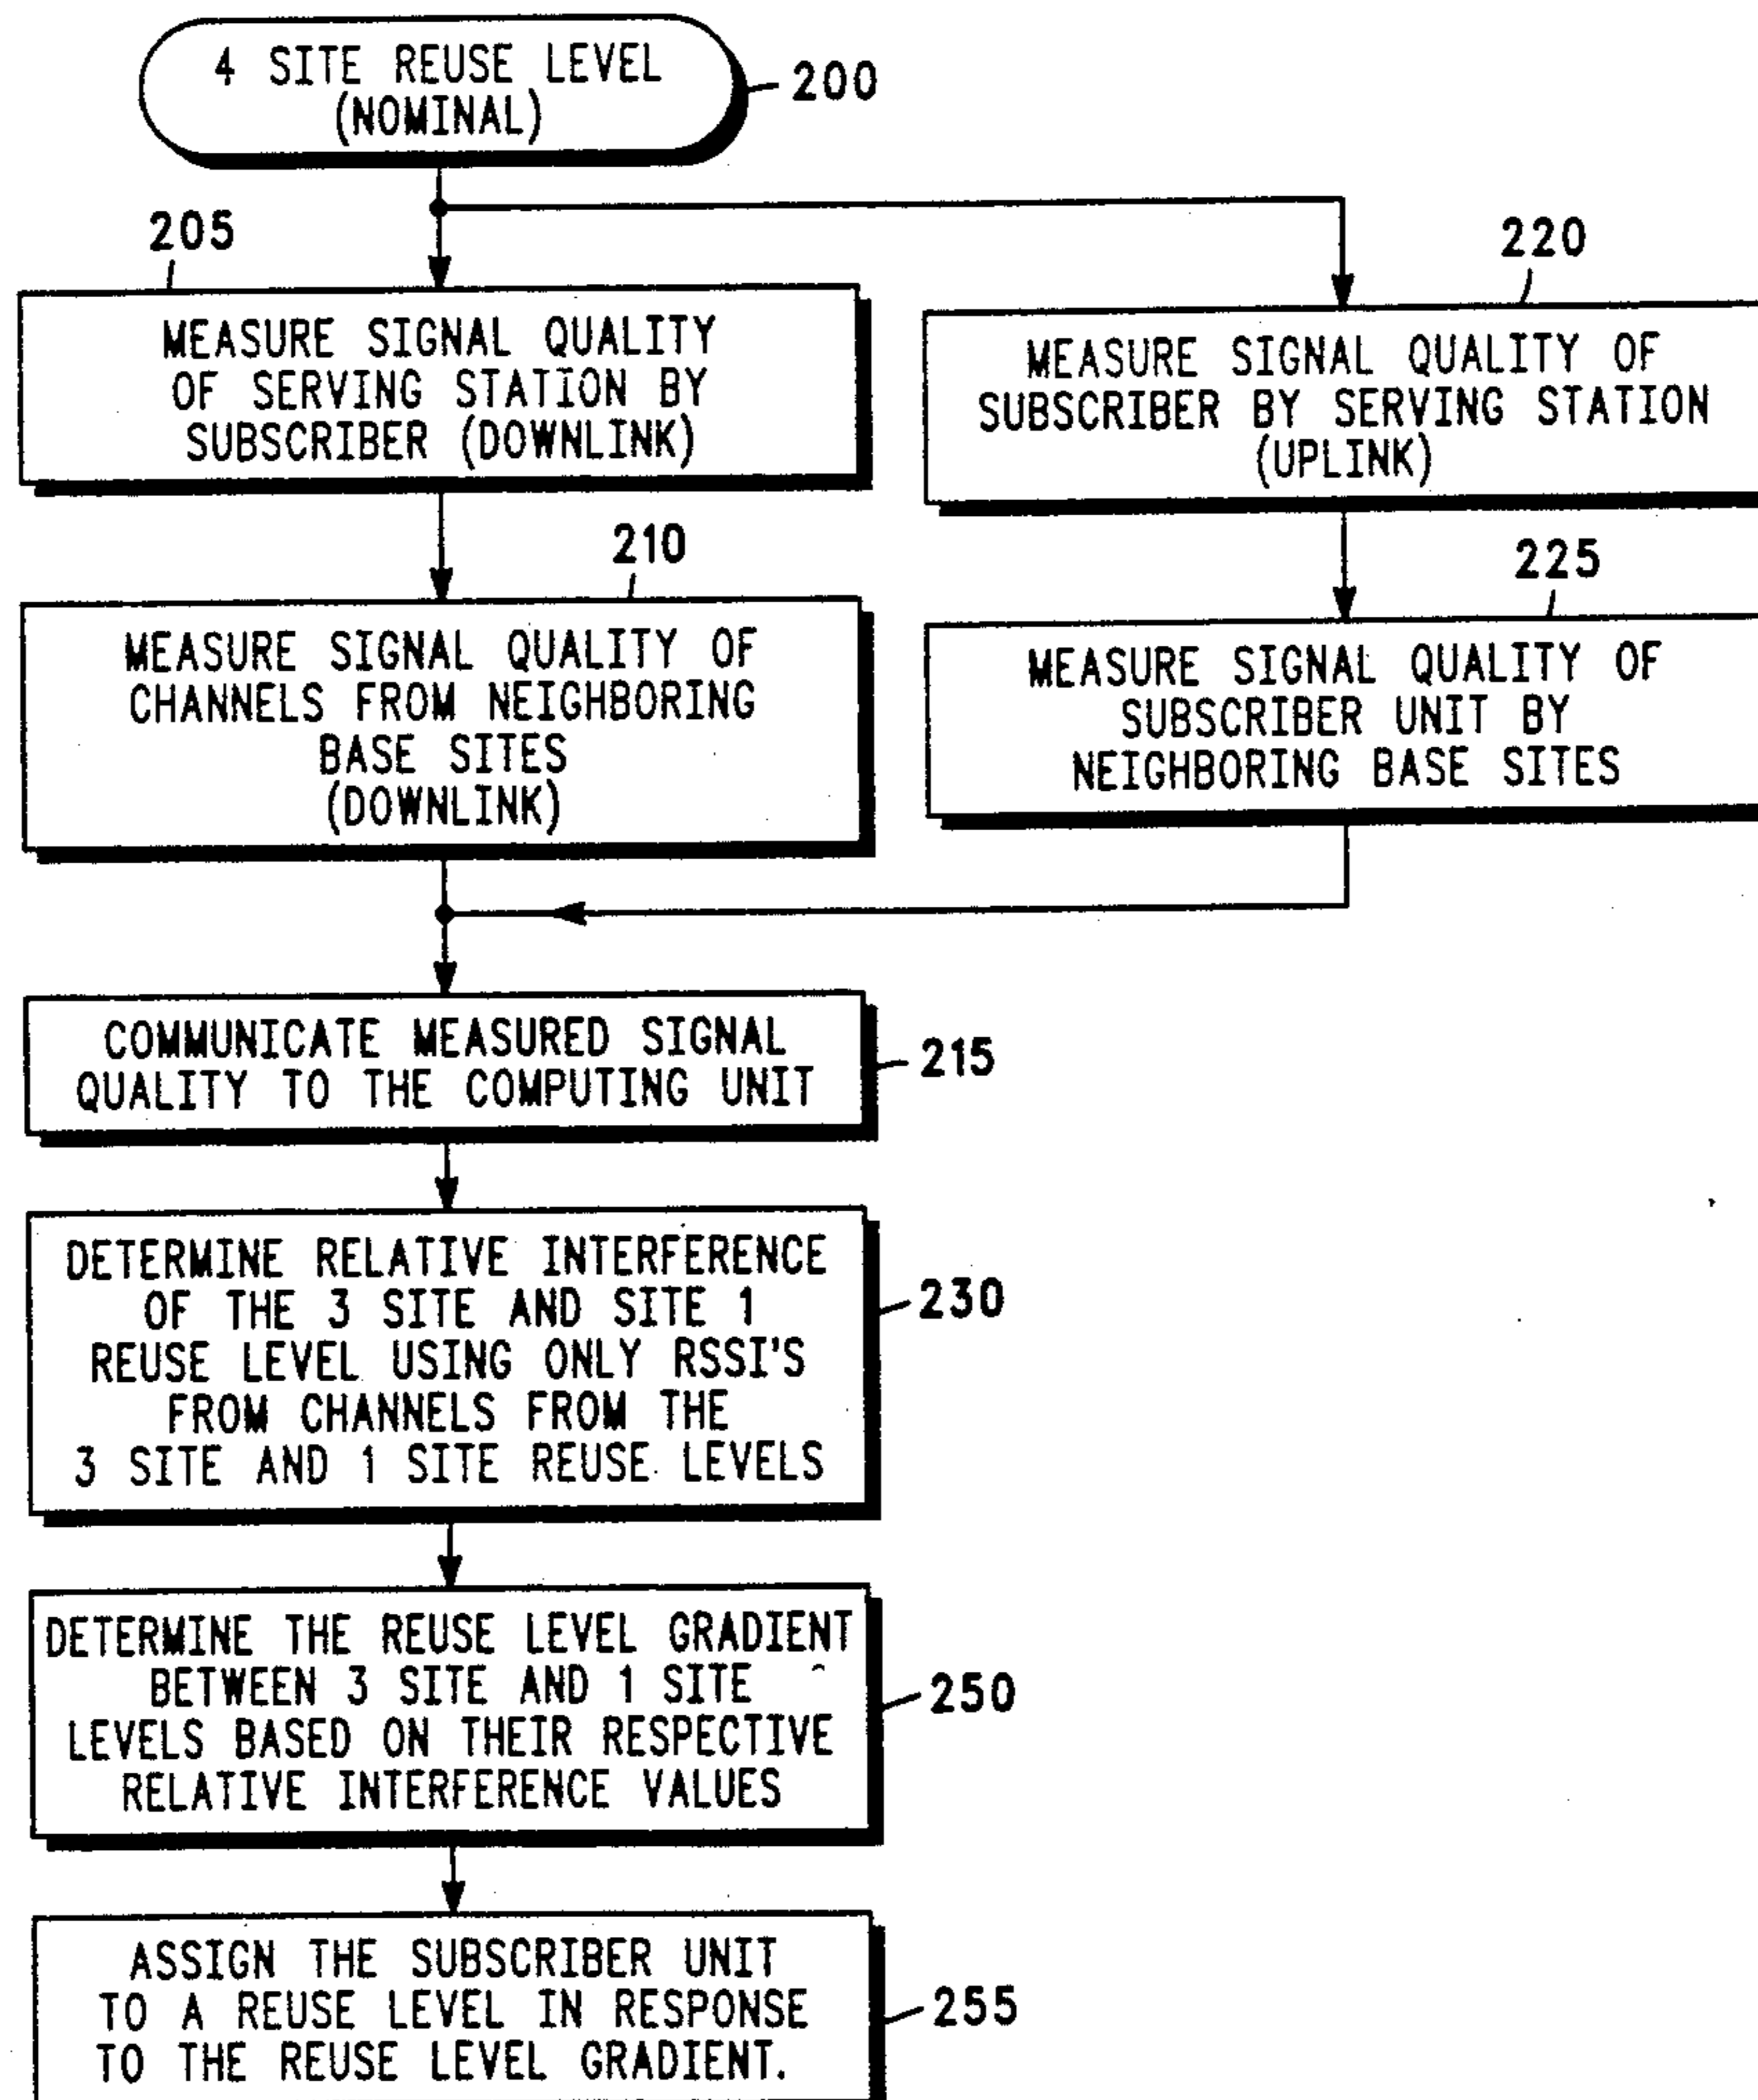 4 SITE REUSE LEVEL
(NOMINAL)
200
205
220
MEASURE SIGNAL QUALITY
OF SERVING STATION BY
SUBSCRIBER (DOWNLINK)
MEASURE SIGNAL QUALITY OF
SUBSCRIBER BY SERVING STATION
(UPLINK)
210
225
MEASURE SIGNAL QUALITY OF
CHANNELS FROM NEIGHBORING
BASE SITES
(DOWNLINK)
MEASURE SIGNAL QUALITY OF
SUBSCRIBER UNIT BY
NEIGHBORING BASE SITES
COMMUNICATE MEASURED SIGNAL
QUALITY TO THE COMPUTING UNIT
215
DETERMINE RELATIVE INTERFERENCE
OF THE 3 SITE AND SITE 1
REUSE LEVEL USING ONLY RSSI'S
FROM CHANNELS FROM THE
3 SITE AND 1 SITE REUSE LEVELS
230
DETERMINE THE REUSE LEVEL GRADIENT
BETWEEN 3 SITE AND 1 SITE
LEVELS BASED ON THEIR RESPECTIVE
RELATIVE INTERFERENCE VALUES
250
ASSIGN THE SUBSCRIBER UNIT
TO A REUSE LEVEL IN RESPONSE
TO THE REUSE LEVEL GRADIENT.
255